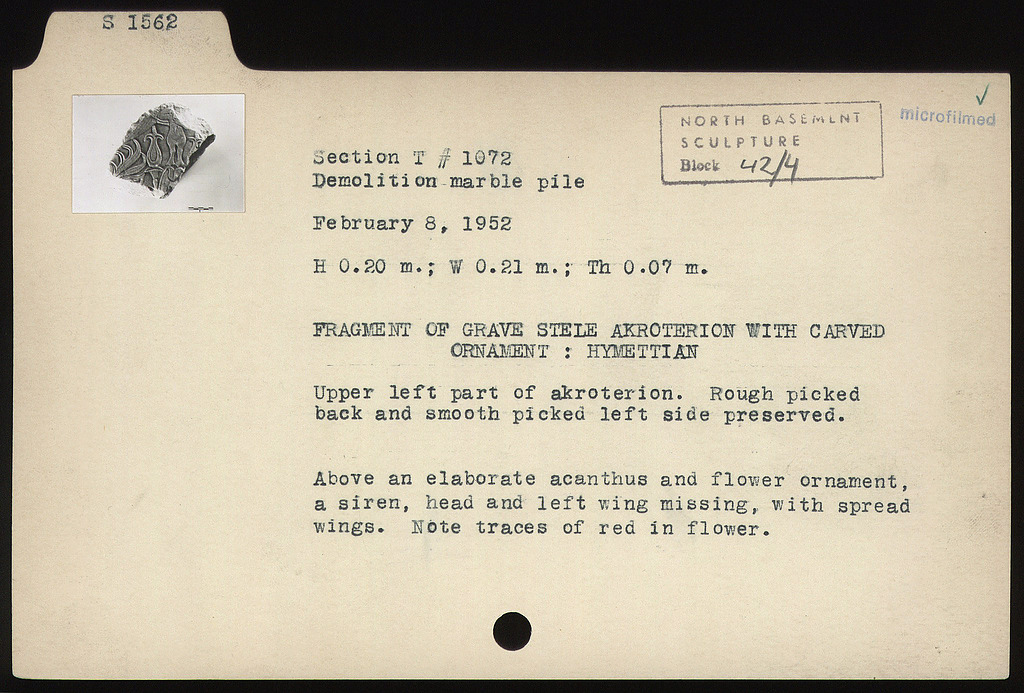 S 1562
NORTH BASEMENT
SCULPTURE
Block 42/4
microfilmed
Section T # 1072
Demolition marble pile
February 8, 1952
H 0.20 m.; W 0.21 m.; Th 0.07 m.
FRAGMENT OF GRAVE STELE AKROTERION WITH CARVED
ORNAMENT : HYMETTIAN
Upper left part of akroterion. Rough picked
back and smooth picked left side preserved.
Above an elaborate acanthus and flower ornament,
a siren, head and left wing missing, with spread
wings. Note traces of red in flower.